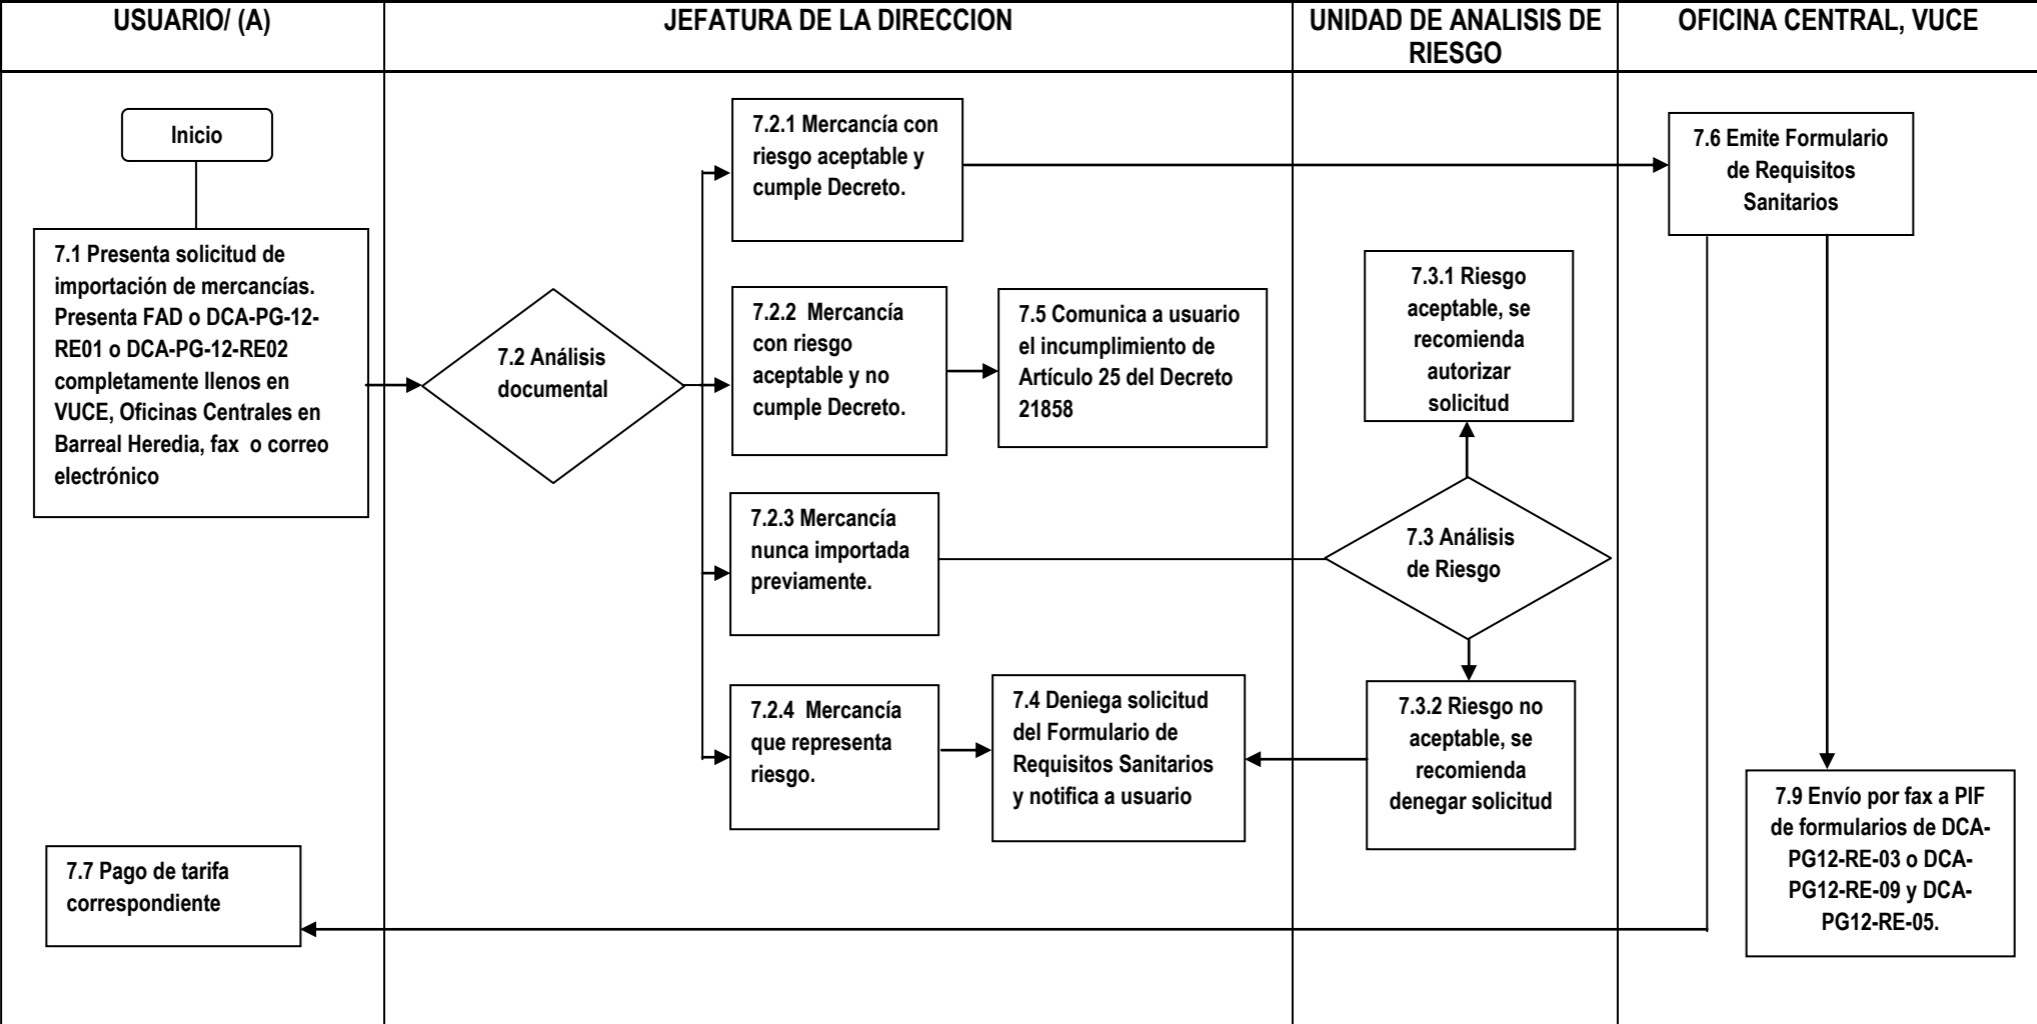 USUARIO/ (A)
JEFATURA DE LA DIRECCION
UNIDAD DE ANALISIS DE
RIESGO
OFICINA CENTRAL, VUCE
Inicio
7.1 Presenta solicitud de
importación de mercancías.
Presenta FAD o DCA-PG-12-
RE01 o DCA-PG-12-RE02
completamente llenos en
VUCE, Oficinas Centrales en
Barreal Heredia, fax o correo
electrónico
7.2 Análisis
documental
7.2.1 Mercancía con
riesgo aceptable y
cumple Decreto.
7.2.2 Mercancía
con riesgo
aceptable y no
cumple Decreto.
7.5 Comunica a usuario
el incumplimiento de
Artículo 25 del Decreto
21858
7.2.3 Mercancía
nunca importada
previamente.
7.2.4 Mercancía
que representa
riesgo.
7.4 Deniega solicitud
del Formulario de
Requisitos Sanitarios
y notifica a usuario
7.3.1 Riesgo
aceptable, se
recomienda
autorizar
solicitud
7.3 Análisis
de Riesgo
7.3.2 Riesgo no
aceptable, se
recomienda
denegar solicitud
7.6 Emite Formulario
de Requisitos
Sanitarios
7.9 Envío por fax a PIF
de formularios de DCA-
PG12-RE-03 o DCA-
PG12-RE-09 y DCA-
PG12-RE-05.
7.7 Pago de tarifa
correspondiente